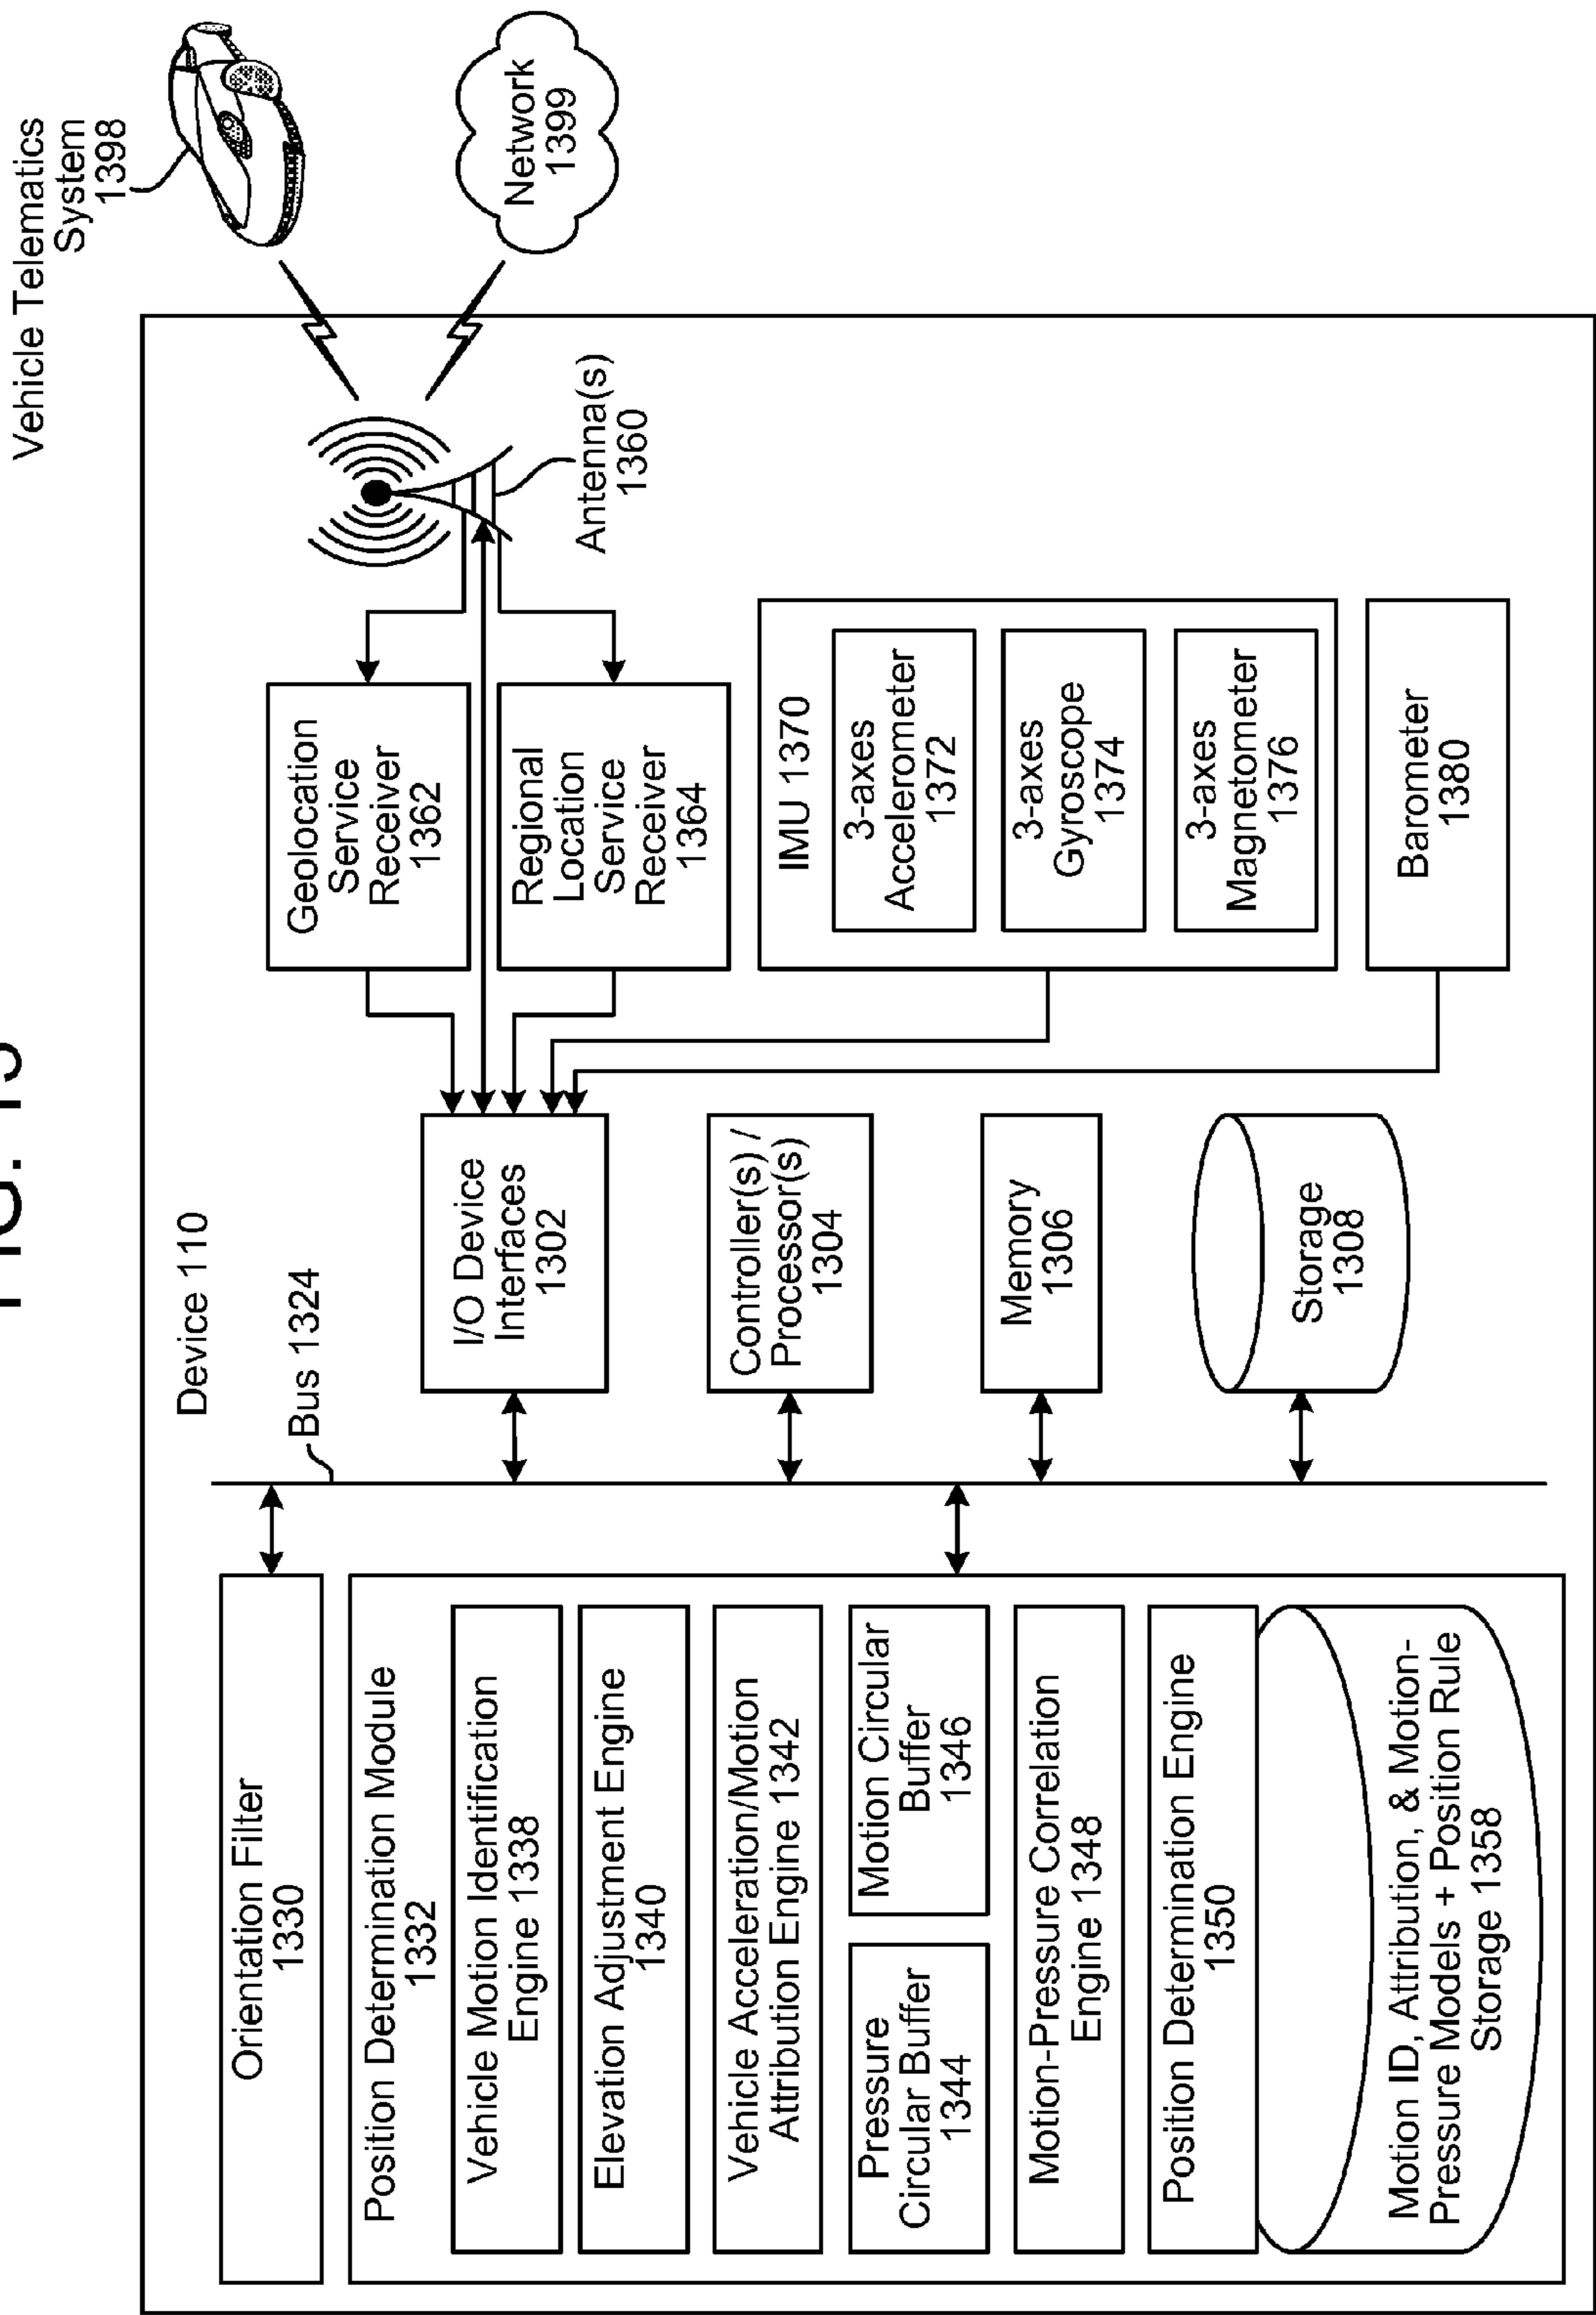 FIG. 13
Vehicle Telematics
System
1398
Network
1399
Device 110
Bus 1324
Orientation Filter
1330
Position Determination Module
1332
Vehicle Motion Identification
Engine 1338
Elevation Adjustment Engine
1340
Vehicle Acceleration/Motion
Attribution Engine 1342
Pressure
Circular Buffer
1344
Motion Circular
Buffer
1346
Motion-Pressure Correlation
Engine 1348
Position Determination Engine
1350
Motion ID, Attribution, & Motion-
Pressure Models + Position Rule
Storage 1358
I/O Device
Interfaces
1302
Controller(s) /
Processor(s)
1304
Memory
1306
Storage
1308
Geolocation
Service
Receiver
1362
Regional
Location
Service
Receiver
1364
Antenna(s)
1360
IMU 1370
3-axes
Accelerometer
1372
3-axes
Gyroscope
1374
3-axes
Magnetometer
1376
Barometer
1380